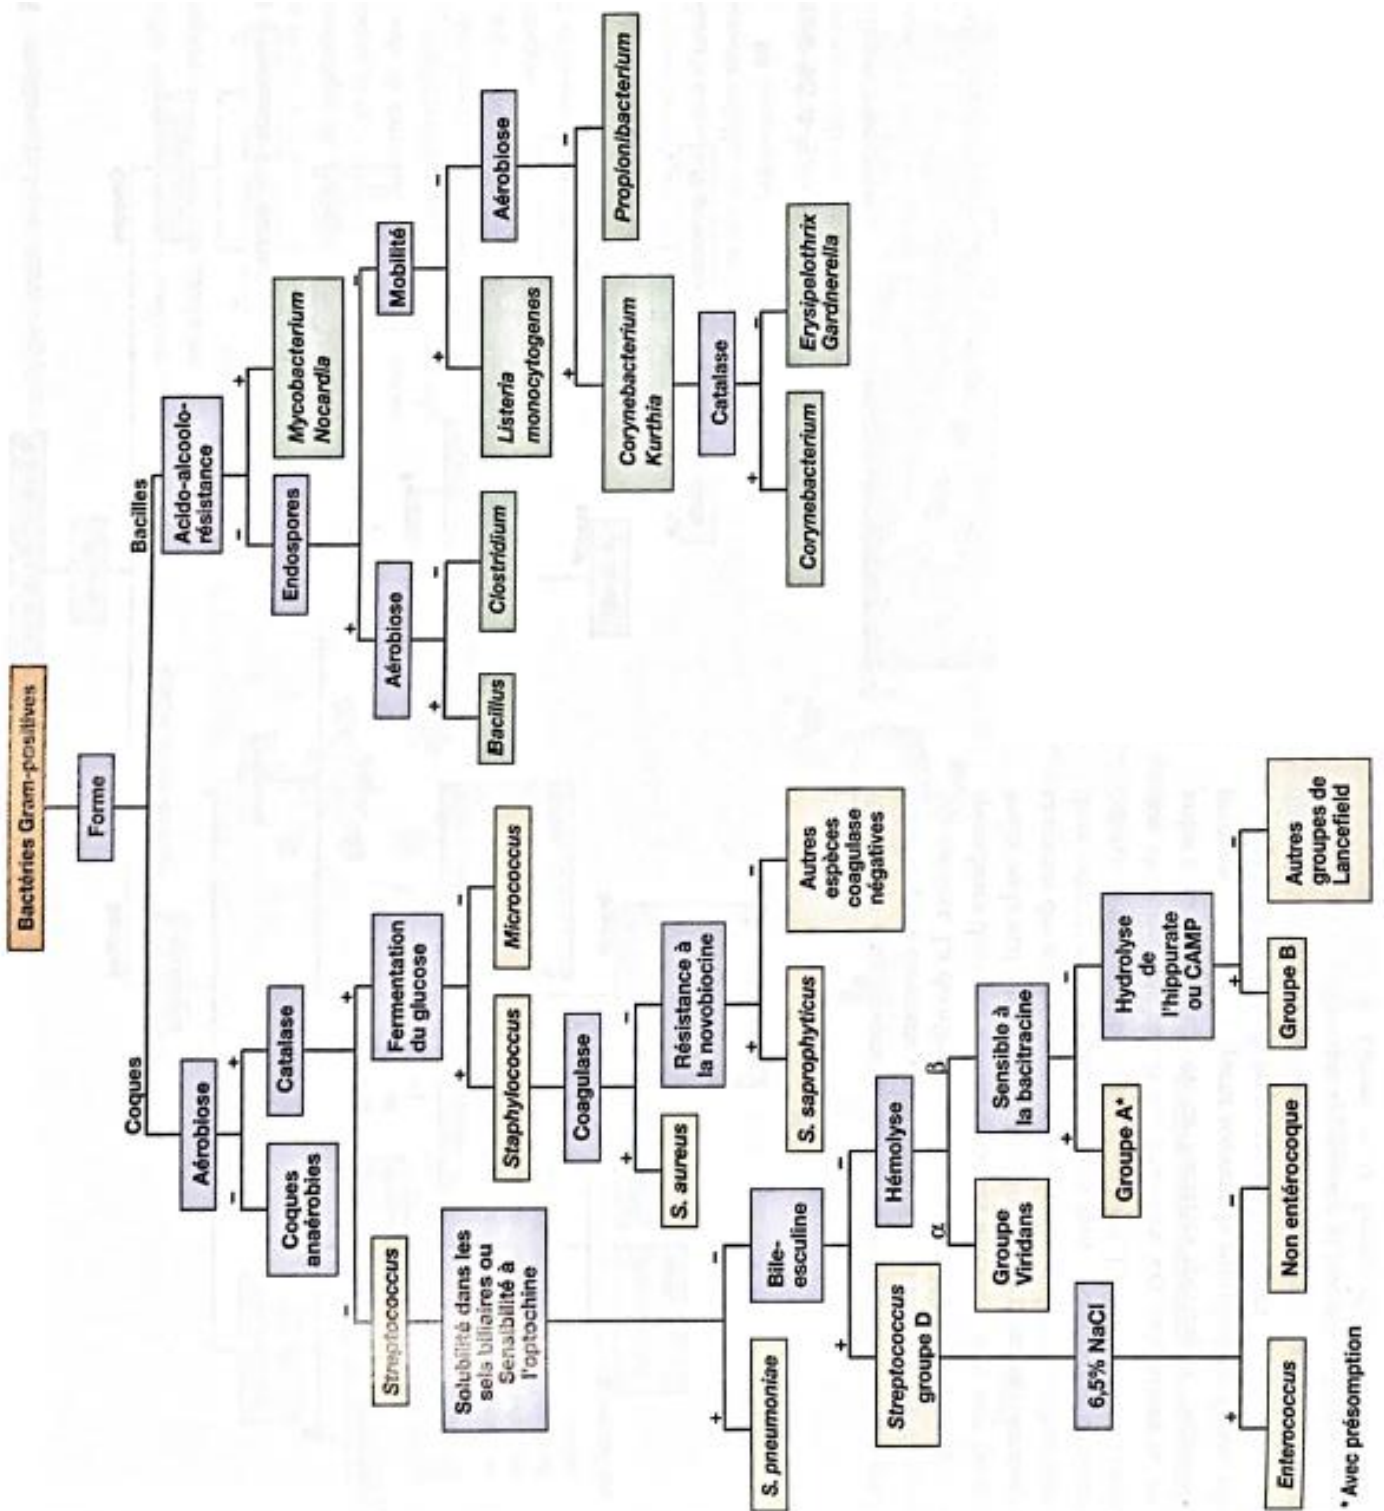 Bactéries Gram-positives
Forme
Coques
Bacilles
Aérobiose
Acido-alcoolo-
résistance
−
+
−
+
Coques
anaérobies
Catalase
Endospores
Mycobacterium
Nocardia
−
+
+
−
Streptococcus
Fermentation
du glucose
Aérobiose
Mobilité
+
−
+
−
+
−
Solubilité dans les
sels biliaires ou
Sensibilité à
l'optochine
Staphylococcus
Micrococcus
Bacillus
Clostridium
Listeria
monocytogenes
Aérobiose
Coagulase
+
−
+
−
S. aureus
Résistance à
la novobiocine
Corynebacterium
Kurthia
Propionibacterium
+
−
+
−
Catalase
S. pneumoniae
Bile-
esculine
S. saprophyticus
Autres
espèces
coagulase
négatives
+
−
+
−
Corynebacterium
Erysipelothrix
Gardnerella
Streptococcus
groupe D
Hémolyse
α
β
Groupe
Viridans
Sensible à
la bacitracine
6,5% NaCl
+
−
Groupe A*
Hydrolyse
de
l'hippurate
ou CAMP
+
−
+
−
Enterococcus
Non entérocoque
Groupe B
Autres
groupes de
Lancefield
* Avec présomption